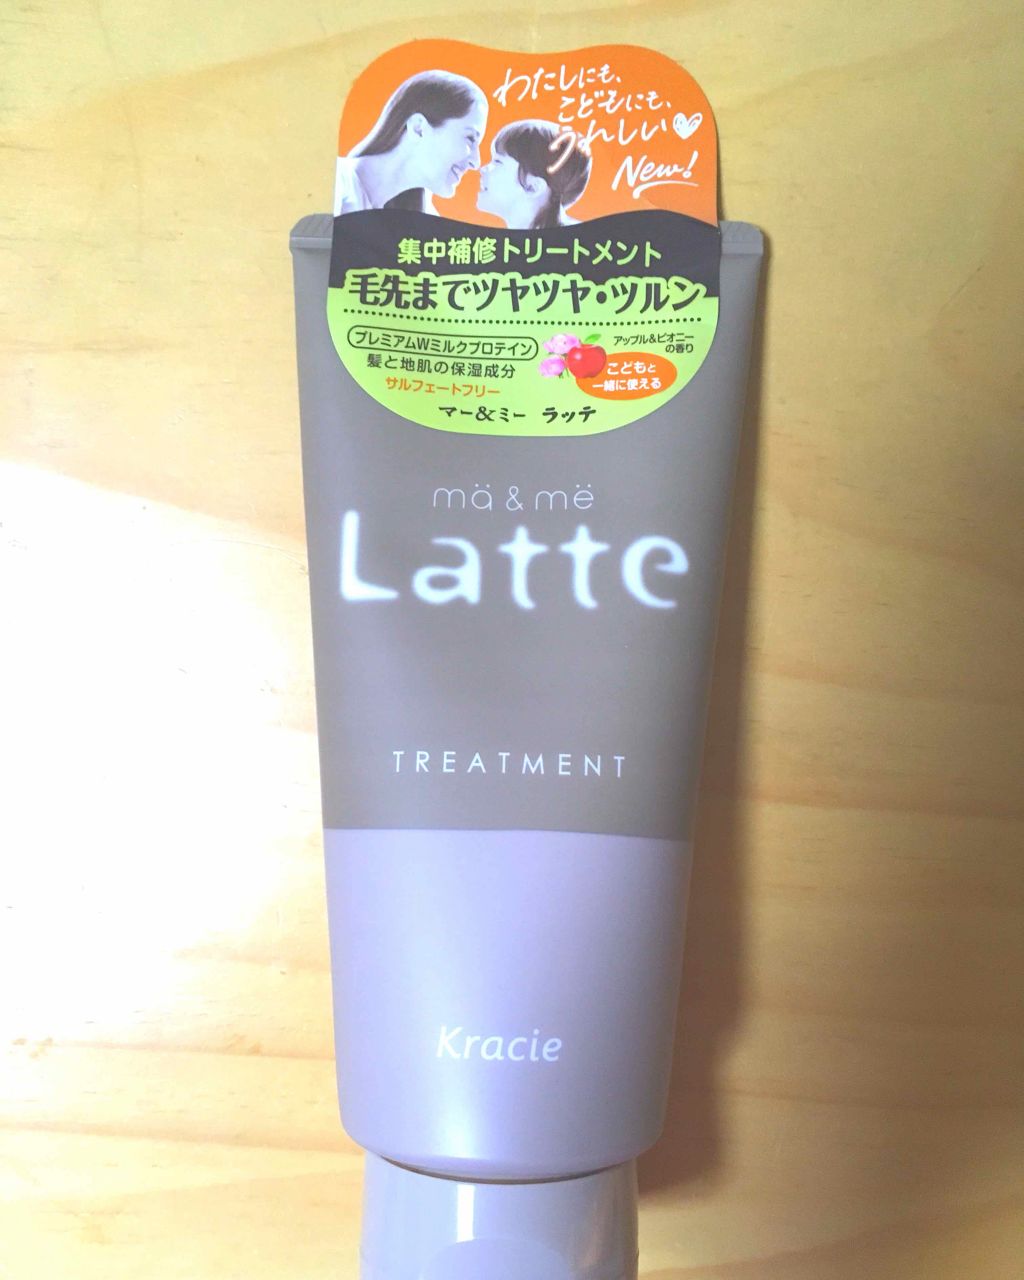 わたしにも、
こどもにも、
うれしい
New!
集中補修トリートメント
毛先までツヤツヤ・ツルン
プレミアムWミルクプロテイン
髪と地肌の保湿成分
サルフェートフリー
アップル&ピオニー
の香り
こどもと
一緒に使える
マー&ミー ラッテ
mä & më
Latte
TREATMENT
Kracie